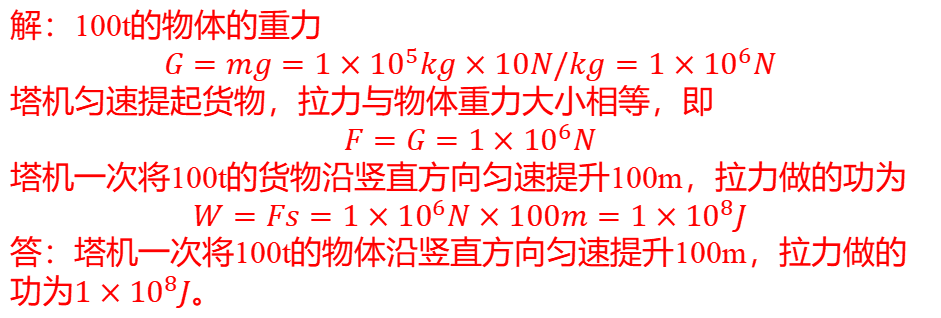 解：100t的物体的重力
G = mg = 1 × 10⁵kg × 10N/kg = 1 × 10⁶N
塔机匀速提起货物，拉力与物体重力大小相等，即
F = G = 1 × 10⁶N
塔机一次将100t的货物沿竖直方向匀速提升100m，拉力做的功为
W = Fs = 1 × 10⁶N × 100m = 1 × 10⁸J
答：塔机一次将100t的物体沿竖直方向匀速提升100m，拉力做的
功为1 × 10⁸J。